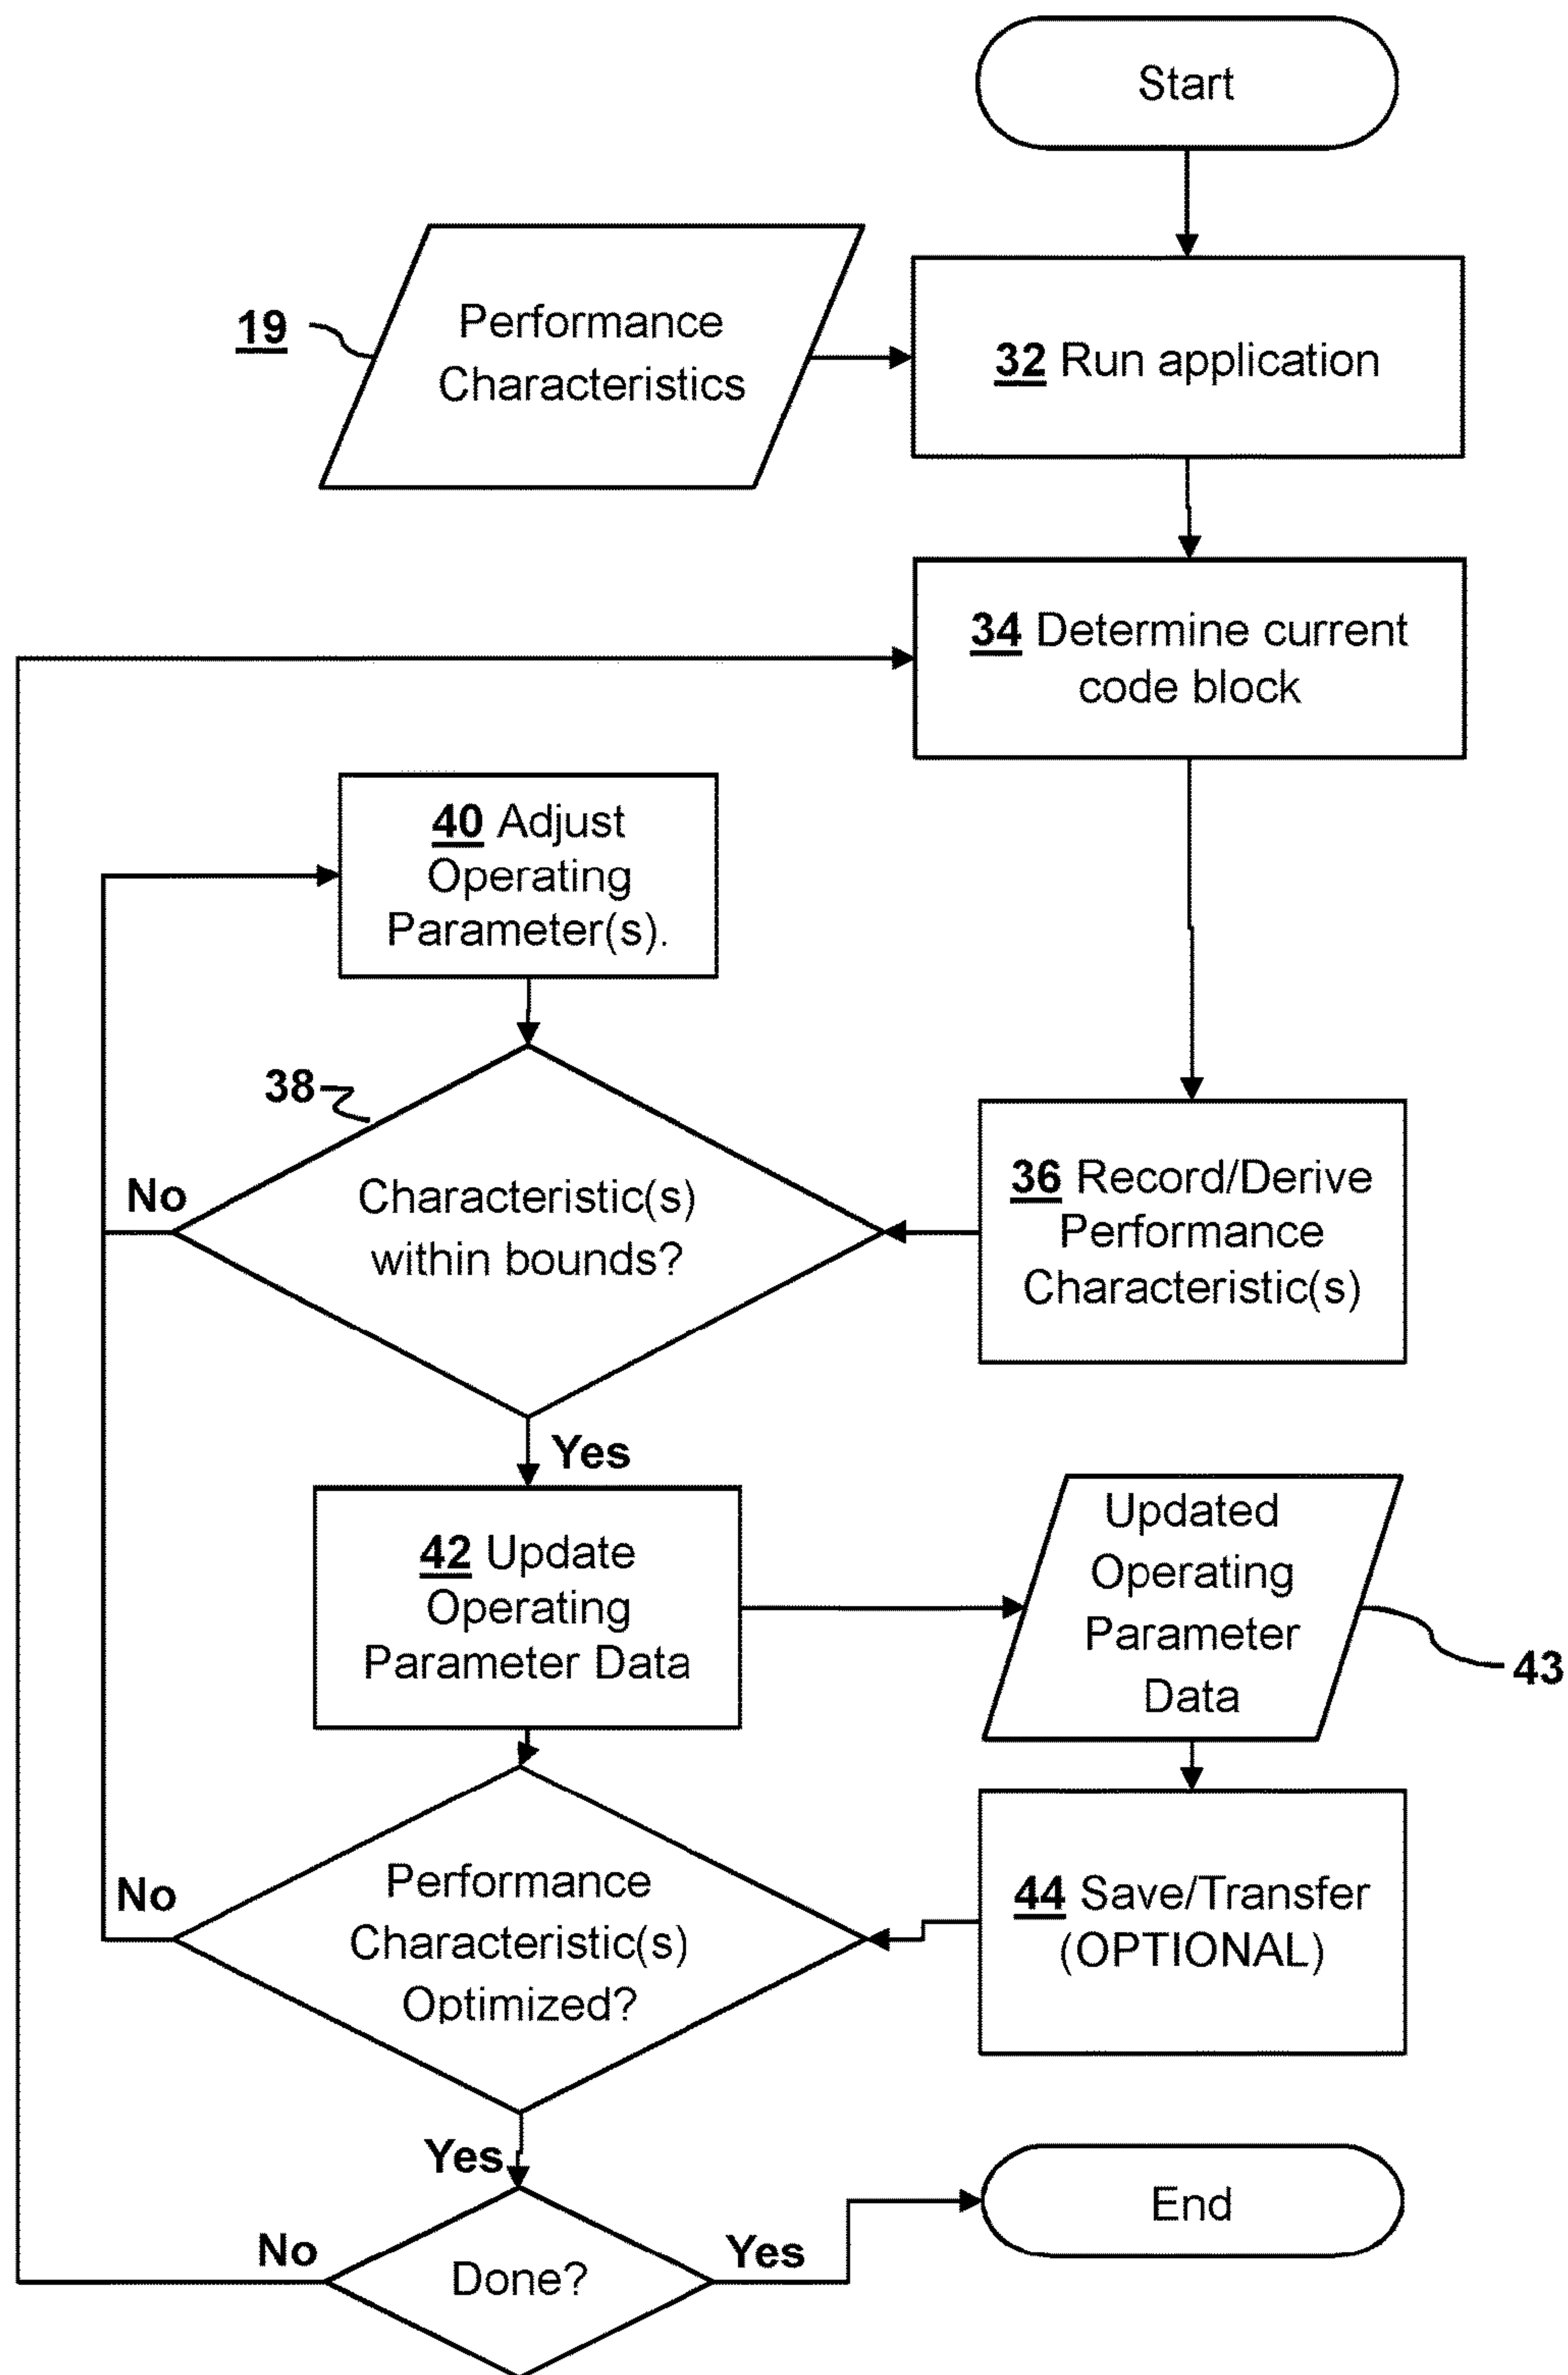 Start
19
Performance
Characteristics
32 Run application
34 Determine current
code block
40 Adjust
Operating
Parameter(s).
38
No
Characteristic(s)
within bounds?
36 Record/Derive
Performance
Characteristic(s)
Yes
42 Update
Operating
Parameter Data
Updated
Operating
Parameter
Data
43
No
Performance
Characteristic(s)
Optimized?
44 Save/Transfer
(OPTIONAL)
Yes
No
Done?
Yes
End